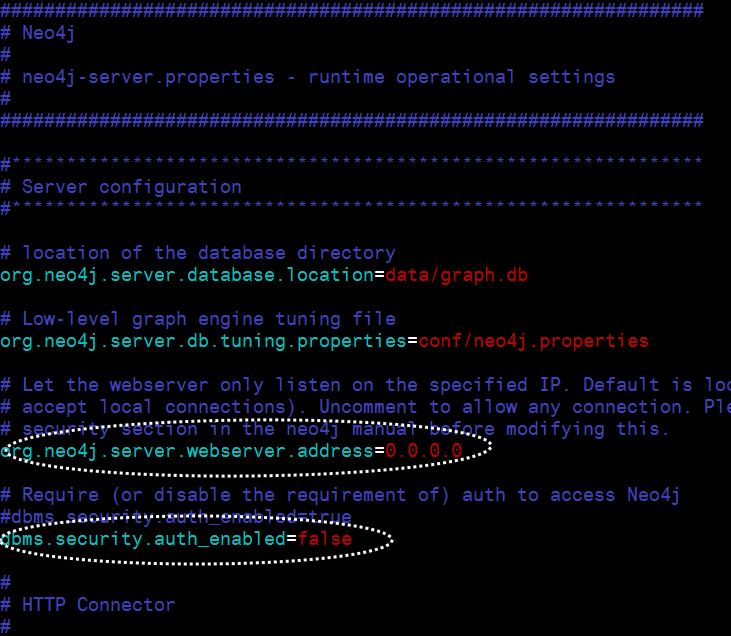 ################################################################
# Neo4j
#
# neo4j-server.properties - runtime operational settings
#
################################################################
#***************************************************************
# Server configuration
#***************************************************************
# location of the database directory
org.neo4j.server.database.location=data/graph.db
# Low-level graph engine tuning file
org.neo4j.server.db.tuning.properties=conf/neo4j.properties
# Let the webserver only listen on the specified IP. Default is
# accept local connections). Uncomment to allow any connection.
# security section in the neo4j manual before modifying this.
org.neo4j.server.webserver.address=0.0.0.0
# Require (or disable the requirement of) auth to access Neo4j
#dbms.security.auth_enabled=true
dbms.security.auth_enabled=false
#
# HTTP Connector
#